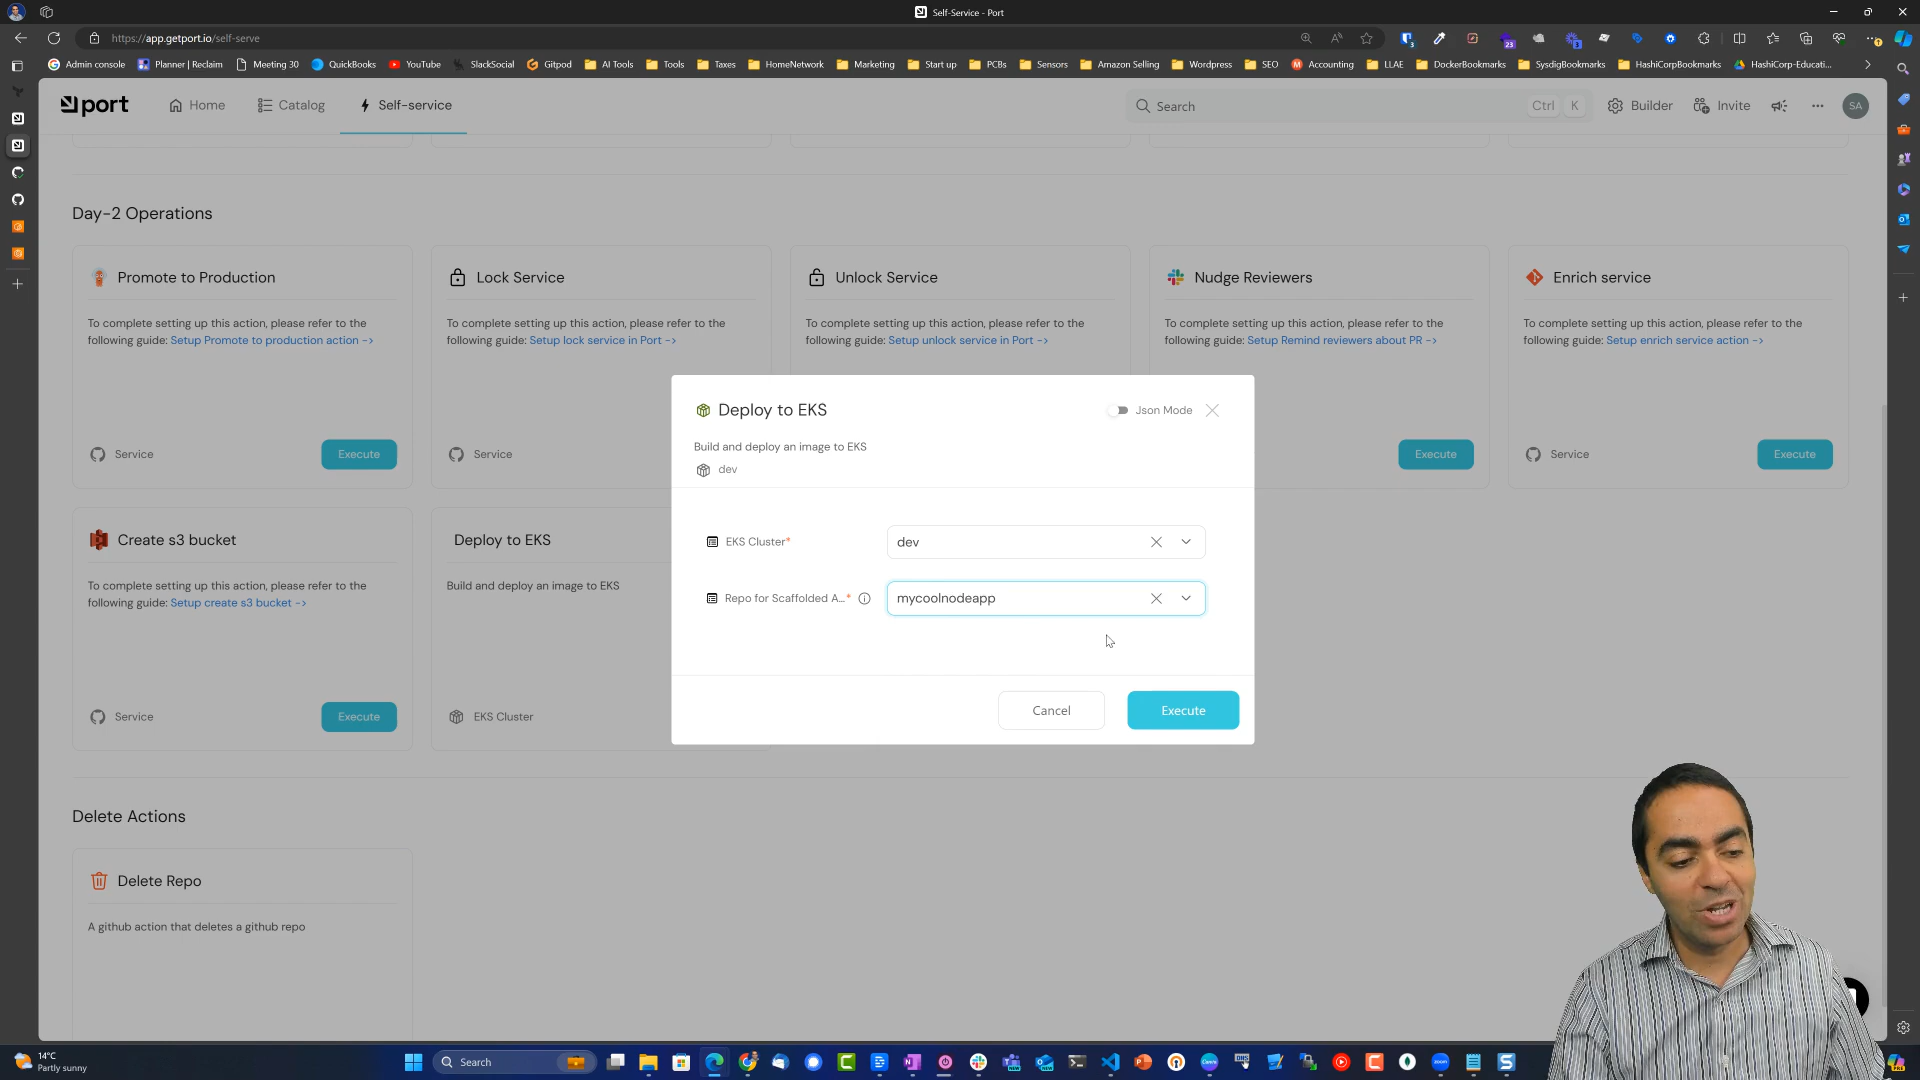 Self-Service - Port
https://app.getport.io/self-serve
Admin console
Planner | Reclaim
Meeting 30
QuickBooks
YouTube
SlackSocial
Gitpod
AI Tools
Tools
Taxes
HomeNetwork
Marketing
Start up
PCBs
Sensors
Amazon Selling
Wordpress
SEO
Accounting
LLAE
DockerBookmarks
SysdigBookmarks
HashiCorpBookmarks
HashiCorp-Educati...
port
Home
Catalog
Self-service
Search
Ctrl
K
Builder
Invite
SA
Day-2 Operations
Promote to Production
To complete setting up this action, please refer to the
following guide: Setup Promote to production action ->
Service
Execute
Lock Service
To complete setting up this action, please refer to the
following guide: Setup lock service in Port ->
Service
Unlock Service
To complete setting up this action, please refer to the
following guide: Setup unlock service in Port ->
Nudge Reviewers
To complete setting up this action, please refer to the
following guide: Setup Remind reviewers about PR ->
Execute
Enrich service
To complete setting up this action, please refer to the
following guide: Setup enrich service action ->
Service
Execute
Deploy to EKS
Json Mode
Build and deploy an image to EKS
dev
EKS Cluster*
dev
Repo for Scaffolded A...*
mycoolnodeapp
Cancel
Execute
Create s3 bucket
To complete setting up this action, please refer to the
following guide: Setup create s3 bucket ->
Service
Execute
Deploy to EKS
Build and deploy an image to EKS
EKS Cluster
Delete Actions
Delete Repo
A github action that deletes a github repo
14°C
Partly sunny
Search